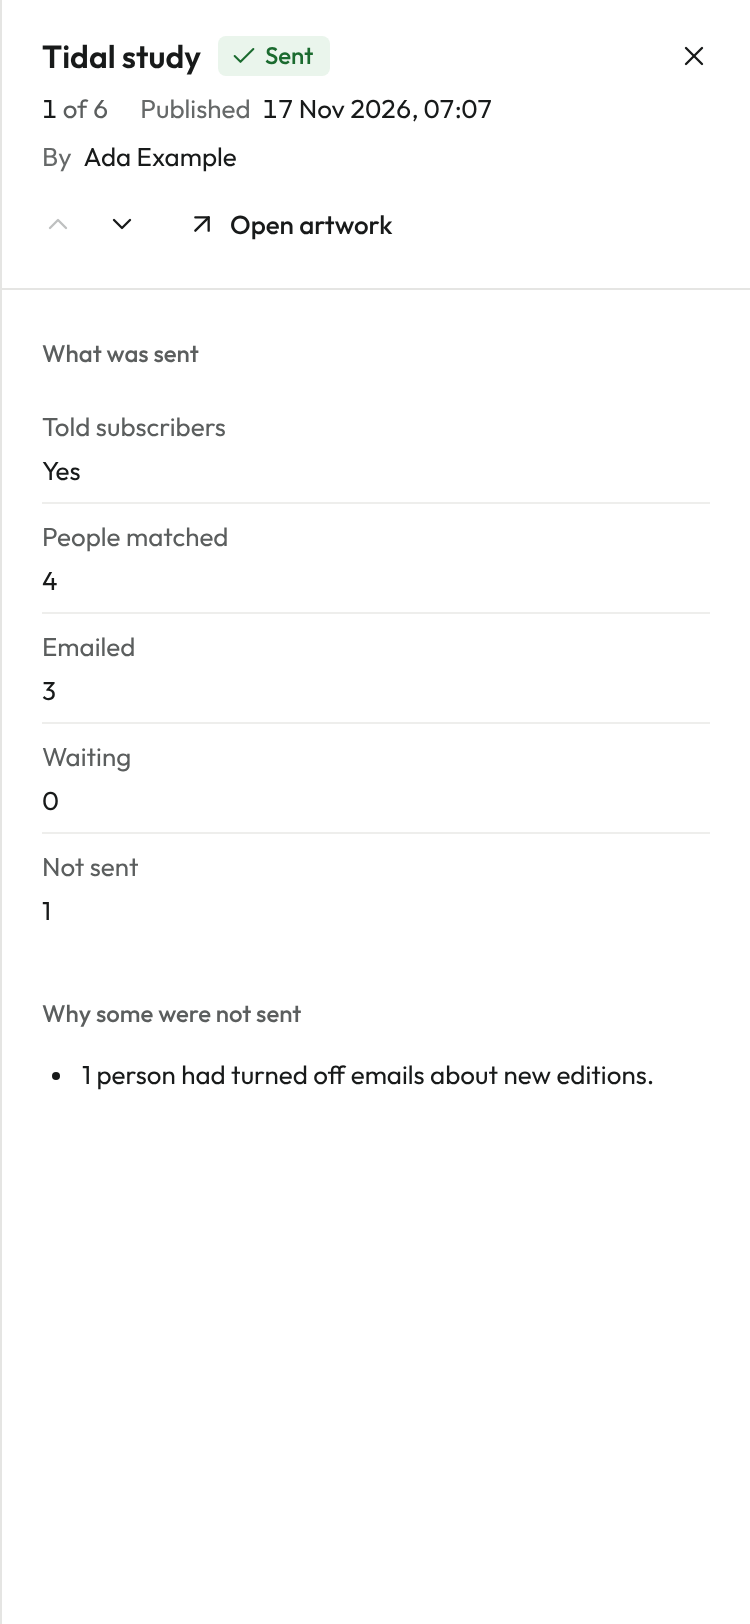 Tidal study Sent
1 of 6 Published 17 Nov 2026, 07:07
By Ada Example
Open artwork
What was sent
Told subscribers
Yes
People matched
4
Emailed
3
Waiting
0
Not sent
1
Why some were not sent
• 1 person had turned off emails about new editions.